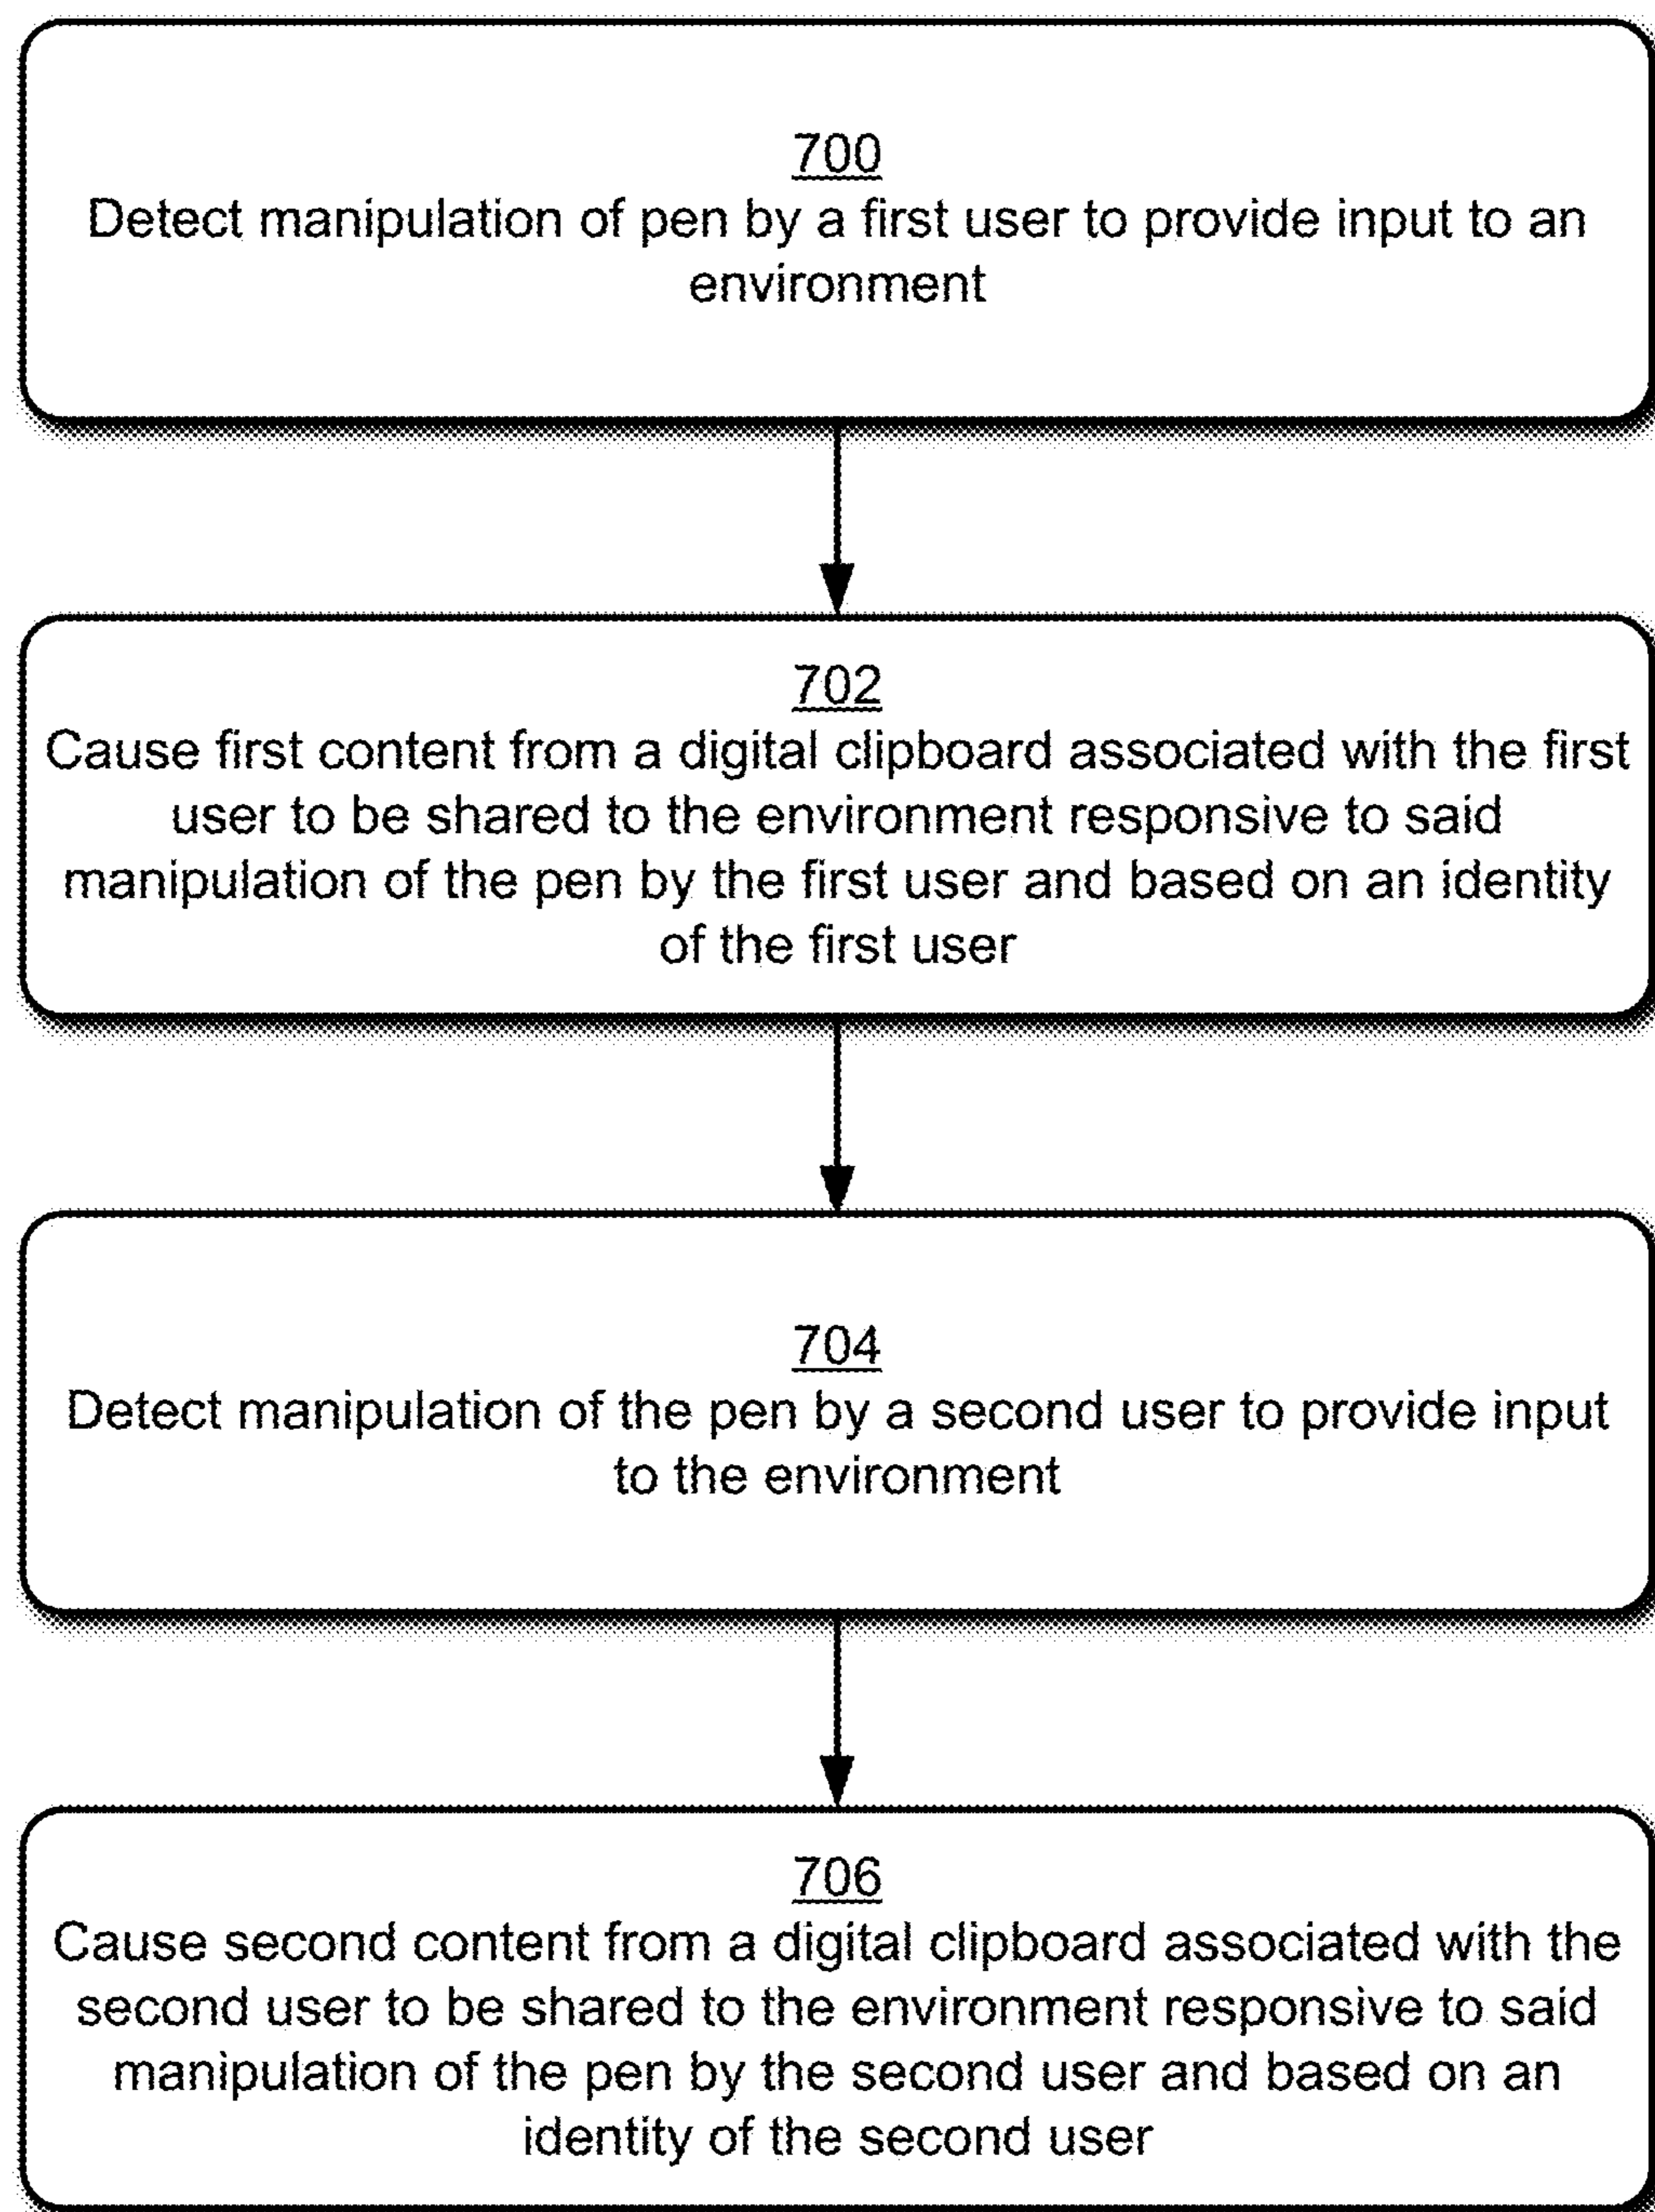 700
Detect manipulation of pen by a first user to provide input to an
environment
702
Cause first content from a digital clipboard associated with the first
user to be shared to the environment responsive to said
manipulation of the pen by the first user and based on an identity
of the first user
704
Detect manipulation of the pen by a second user to provide input
to the environment
706
Cause second content from a digital clipboard associated with the
second user to be shared to the environment responsive to said
manipulation of the pen by the second user and based on an
identity of the second user